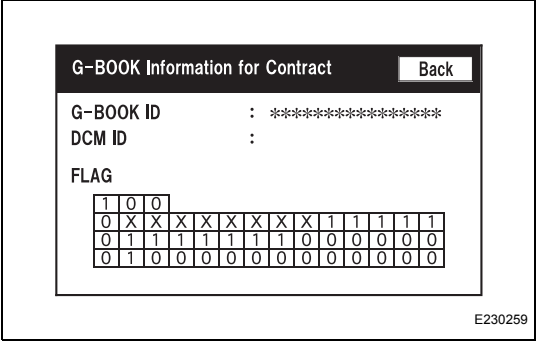 G-BOOK Information for Contract Back
G-BOOK ID : ****************
DCM ID :
FLAG
1 0 0
0 X X X X X X X X 1 1 1 1 1
0 1 1 1 1 1 1 1 0 0 0 0 0 0
0 1 0 0 0 0 0 0 0 0 0 0 0 0
E230259